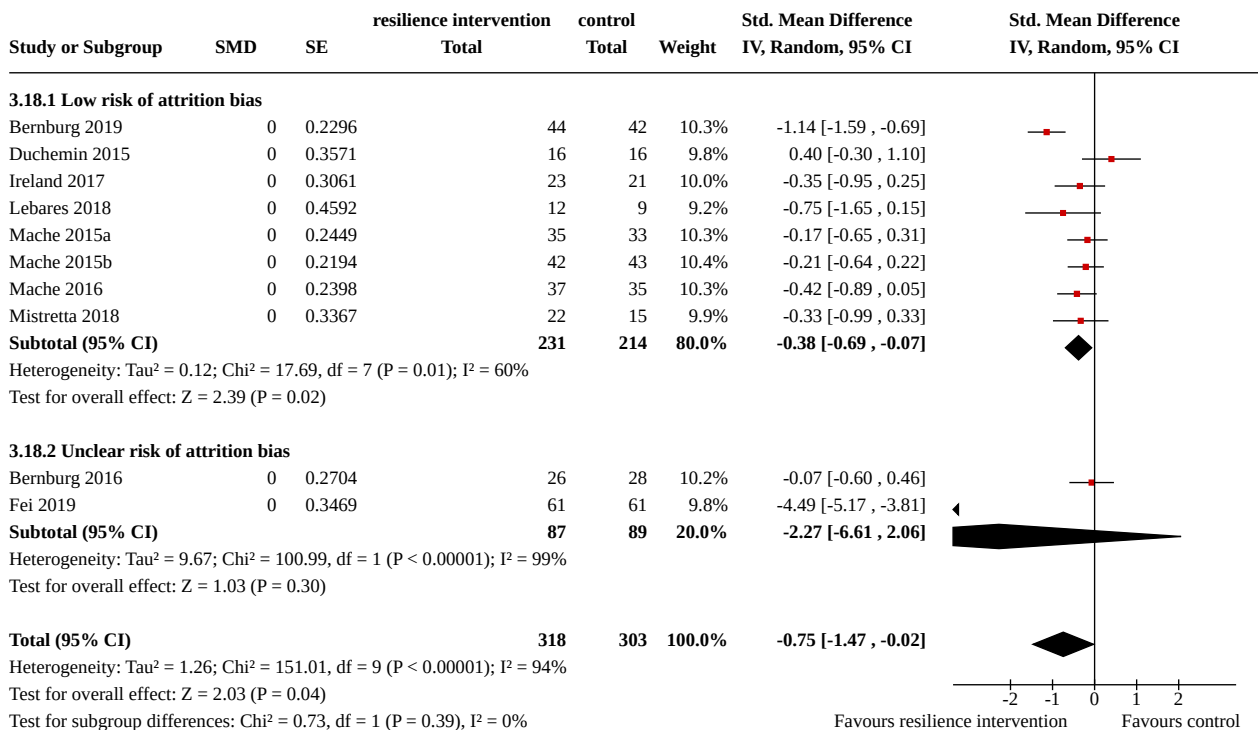 resilience intervention control Std. Mean Difference Std. Mean Difference
Study or Subgroup SMD SE Total Total Weight IV, Random, 95% CI IV, Random, 95% CI
3.18.1 Low risk of attrition bias
Bernburg 2019 0 0.2296 44 42 10.3% -1.14 [-1.59 , -0.69]
Duchemin 2015 0 0.3571 16 16 9.8% 0.40 [-0.30 , 1.10]
Ireland 2017 0 0.3061 23 21 10.0% -0.35 [-0.95 , 0.25]
Lebares 2018 0 0.4592 12 9 9.2% -0.75 [-1.65 , 0.15]
Mache 2015a 0 0.2449 35 33 10.3% -0.17 [-0.65 , 0.31]
Mache 2015b 0 0.2194 42 43 10.4% -0.21 [-0.64 , 0.22]
Mache 2016 0 0.2398 37 35 10.3% -0.42 [-0.89 , 0.05]
Mistretta 2018 0 0.3367 22 15 9.9% -0.33 [-0.99 , 0.33]
Subtotal (95% CI) 231 214 80.0% -0.38 [-0.69 , -0.07]
Heterogeneity: Tau² = 0.12; Chi² = 17.69, df = 7 (P = 0.01); I² = 60%
Test for overall effect: Z = 2.39 (P = 0.02)
3.18.2 Unclear risk of attrition bias
Bernburg 2016 0 0.2704 26 28 10.2% -0.07 [-0.60 , 0.46]
Fei 2019 0 0.3469 61 61 9.8% -4.49 [-5.17 , -3.81]
Subtotal (95% CI) 87 89 20.0% -2.27 [-6.61 , 2.06]
Heterogeneity: Tau² = 9.67; Chi² = 100.99, df = 1 (P < 0.00001); I² = 99%
Test for overall effect: Z = 1.03 (P = 0.30)
Total (95% CI) 318 303 100.0% -0.75 [-1.47 , -0.02]
Heterogeneity: Tau² = 1.26; Chi² = 151.01, df = 9 (P < 0.00001); I² = 94%
Test for overall effect: Z = 2.03 (P = 0.04)
-2 -1 0 1 2
Test for subgroup differences: Chi² = 0.73, df = 1 (P = 0.39), I² = 0% Favours resilience intervention Favours control